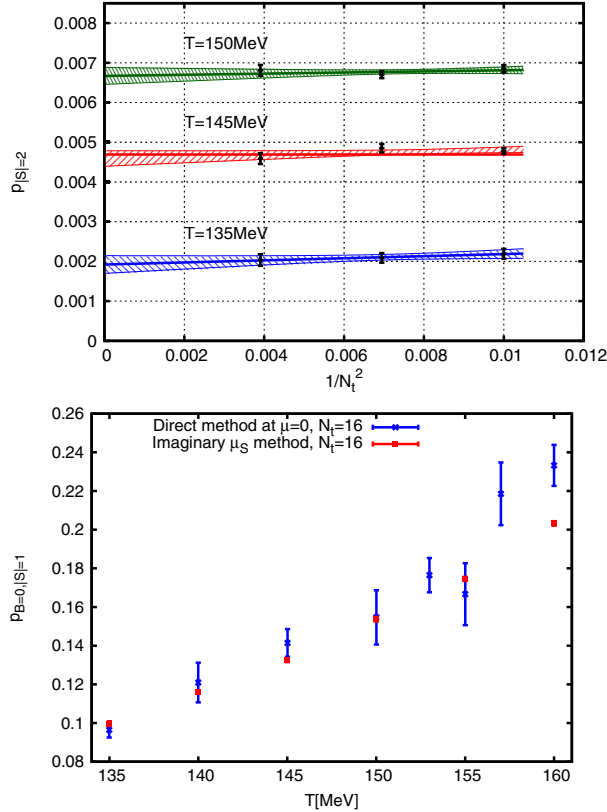 0.008
0.007
0.006
0.005
0.004
0.003
0.002
0.001
0
p|S|=2
T=150MeV
T=145MeV
T=135MeV
0 0.002 0.004 0.006 0.008 0.01 0.012
1/Nt2
0.26
0.24
0.22
0.2
0.18
0.16
0.14
0.12
0.1
0.08
pB=0,|S|=1
Direct method at μ=0, Nt=16
Imaginary μS method, Nt=16
135 140 145 150 155 160
T[MeV]